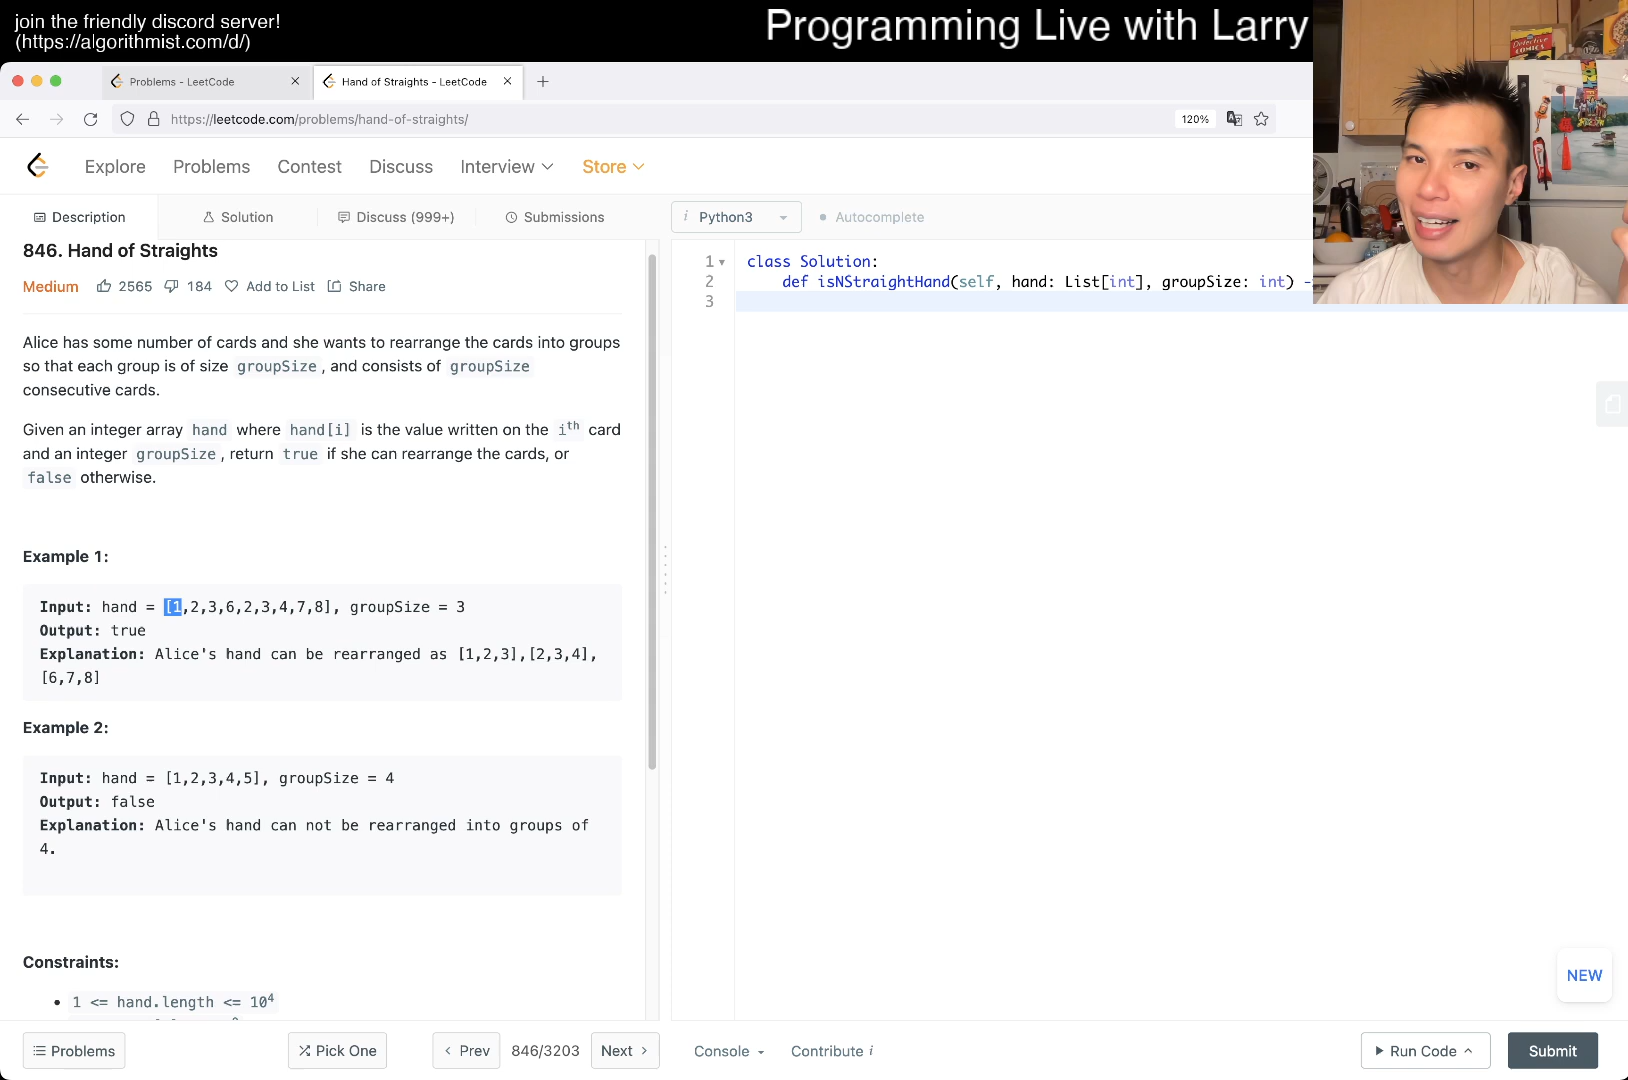 join the friendly discord server!
(https://algorithmist.com/d/)
Programming Live with Larry
Problems - LeetCode
Hand of Straights - LeetCode
https://leetcode.com/problems/hand-of-straights/
120%
Explore
Problems
Contest
Discuss
Interview
Store
Description
Solution
Discuss (999+)
Submissions
i Python3
Autocomplete
846. Hand of Straights
Medium
2565
184
Add to List
Share
Alice has some number of cards and she wants to rearrange the cards into groups
so that each group is of size groupSize, and consists of groupSize
consecutive cards.
Given an integer array hand where hand[i] is the value written on the ith card
and an integer groupSize, return true if she can rearrange the cards, or
false otherwise.
Example 1:
Input: hand = [1,2,3,6,2,3,4,7,8], groupSize = 3
Output: true
Explanation: Alice's hand can be rearranged as [1,2,3],[2,3,4],
[6,7,8]
Example 2:
Input: hand = [1,2,3,4,5], groupSize = 4
Output: false
Explanation: Alice's hand can not be rearranged into groups of
4.
Constraints:
1 <= hand.length <= 10^4
1 class Solution:
2 def isNStraightHand(self, hand: List[int], groupSize: int) -
3
DETECTIVE
COMICS
NEW
Problems
Pick One
Prev
846/3203
Next
Console
Contribute i
Run Code
Submit